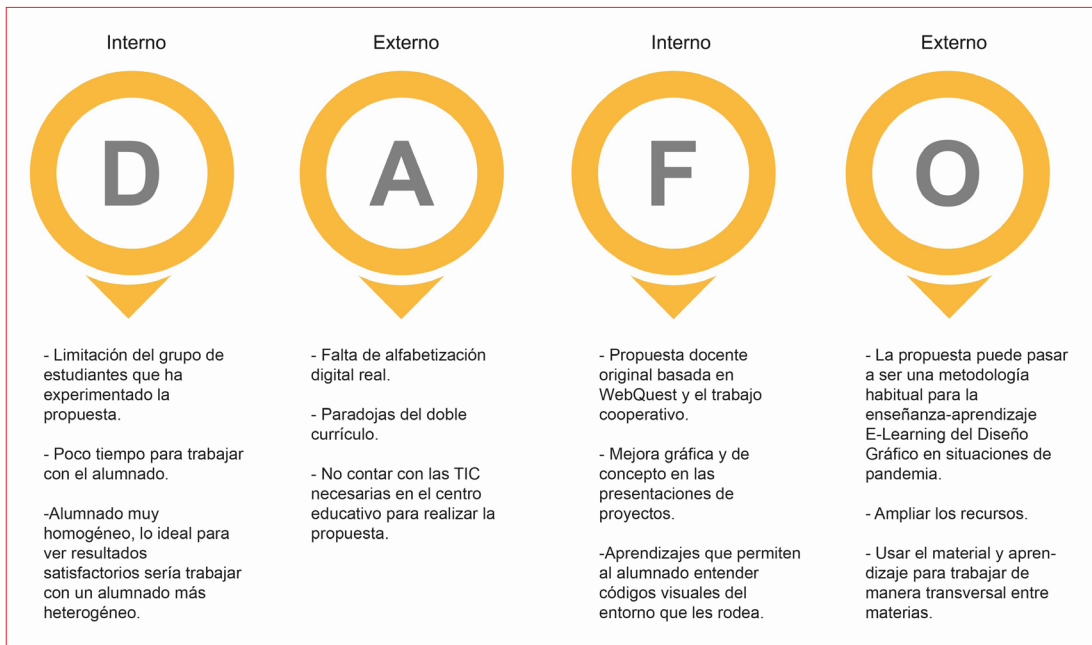 Interno
D
- Limitación del grupo de
estudiantes que ha
experimentado la
propuesta.
- Poco tiempo para trabajar
con el alumnado.
-Alumnado muy
homogéneo, lo ideal para
ver resultados
satisfactorios sería trabajar
con un alumnado más
heterogéneo.
Externo
A
- Falta de alfabetización
digital real.
- Paradojas del doble
currículo.
- No contar con las TIC
necesarias en el centro
educativo para realizar la
propuesta.
Interno
F
- Propuesta docente
original basada en
WebQuest y el trabajo
cooperativo.
- Mejora gráfica y de
concepto en las
presentaciones de
proyectos.
-Aprendizajes que permiten
al alumnado entender
códigos visuales del
entorno que les rodea.
Externo
O
- La propuesta puede pasar
a ser una metodología
habitual para la
enseñanza-aprendizaje
E-Learning del Diseño
Gráfico en situaciones de
pandemia.
- Ampliar los recursos.
- Usar el material y apren-
dizaje para trabajar de
manera transversal entre
materias.